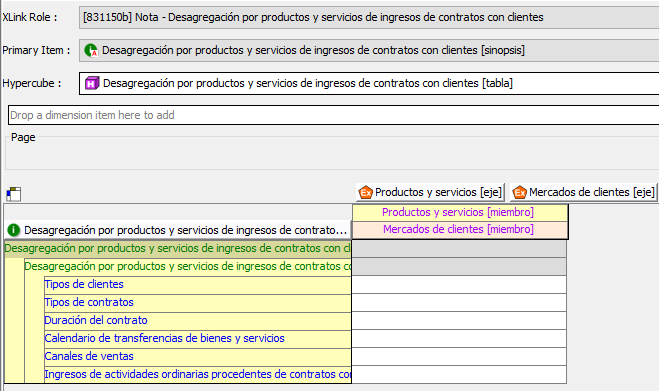 XLink Role : [831150b] Nota - Desagregación por productos y servicios de ingresos de contratos con clientes
Primary Item : Desagregación por productos y servicios de ingresos de contratos con clientes [sinopsis]
Hypercube : Desagregación por productos y servicios de ingresos de contratos con clientes [tabla]
Drop a dimension item here to add
Page
Productos y servicios [eje] Mercados de clientes [eje]
Productos y servicios [miembro]
Desagregación por productos y servicios de ingresos de contrato... Mercados de clientes [miembro]
Desagregación por productos y servicios de ingresos de contratos con cl
Desagregación por productos y servicios de ingresos de contratos co
Tipos de clientes
Tipos de contratos
Duración del contrato
Calendario de transferencias de bienes y servicios
Canales de ventas
Ingresos de actividades ordinarias procedentes de contratos co